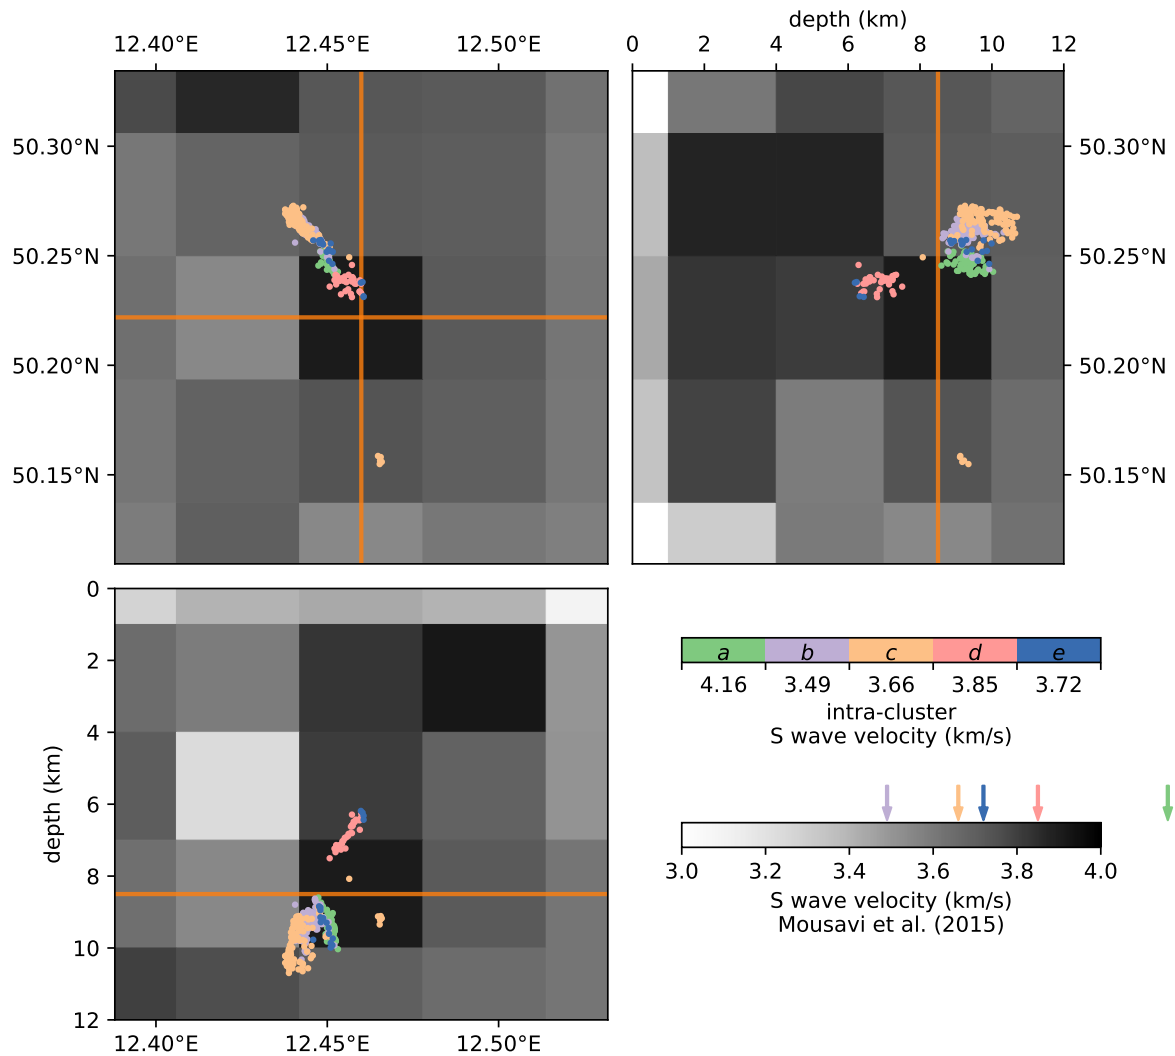 depth (km)
12.40°E 12.45°E 12.50°E
0 2 4 6 8 10 12
50.30°N 50.30°N
50.25°N 50.25°N
50.20°N 50.20°N
50.15°N 50.15°N
0
2
4
6
8
10
12
depth (km)
12.40°E 12.45°E 12.50°E
a b c d e
4.16 3.49 3.66 3.85 3.72
intra-cluster
S wave velocity (km/s)
3.0 3.2 3.4 3.6 3.8 4.0
S wave velocity (km/s)
Mousavi et al. (2015)